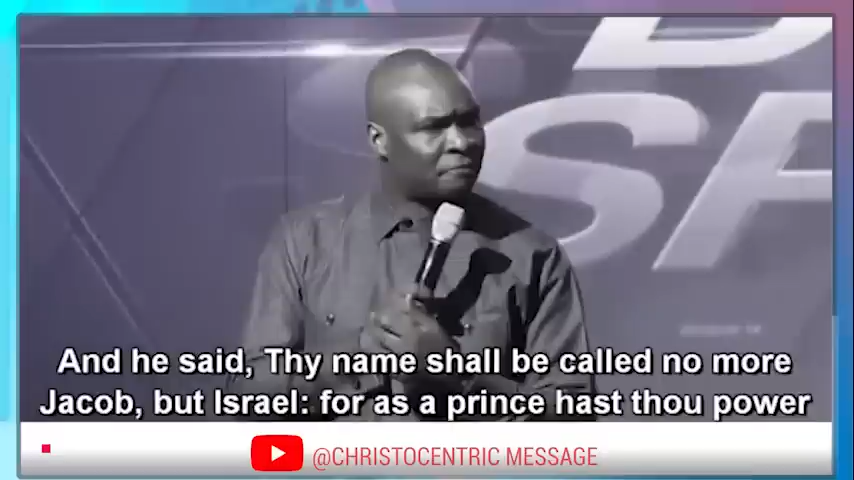 And he said, Thy name shall be called no more
Jacob, but Israel: for as a prince hast thou power
@CHRISTOCENTRIC MESSAGE